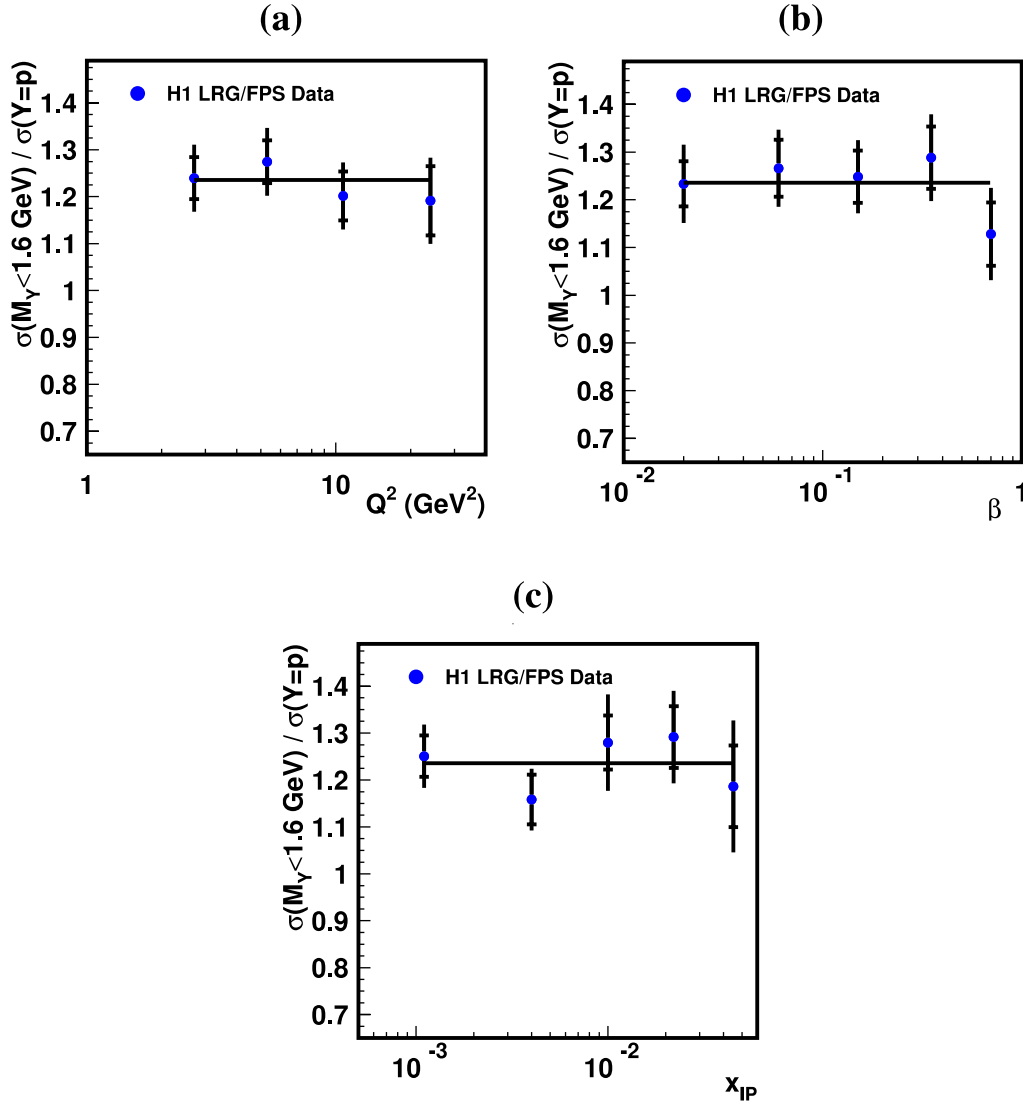 (a)
σ(M_Y<1.6 GeV) / σ(Y=p)
H1 LRG/FPS Data
1.4
1.3
1.2
1.1
1
0.9
0.8
0.7
1
10
Q² (GeV²)
(b)
σ(M_Y<1.6 GeV) / σ(Y=p)
H1 LRG/FPS Data
1.4
1.3
1.2
1.1
1
0.9
0.8
0.7
10⁻²
10⁻¹
1
β
(c)
σ(M_Y<1.6 GeV) / σ(Y=p)
H1 LRG/FPS Data
1.4
1.3
1.2
1.1
1
0.9
0.8
0.7
10⁻³
10⁻²
x_IP